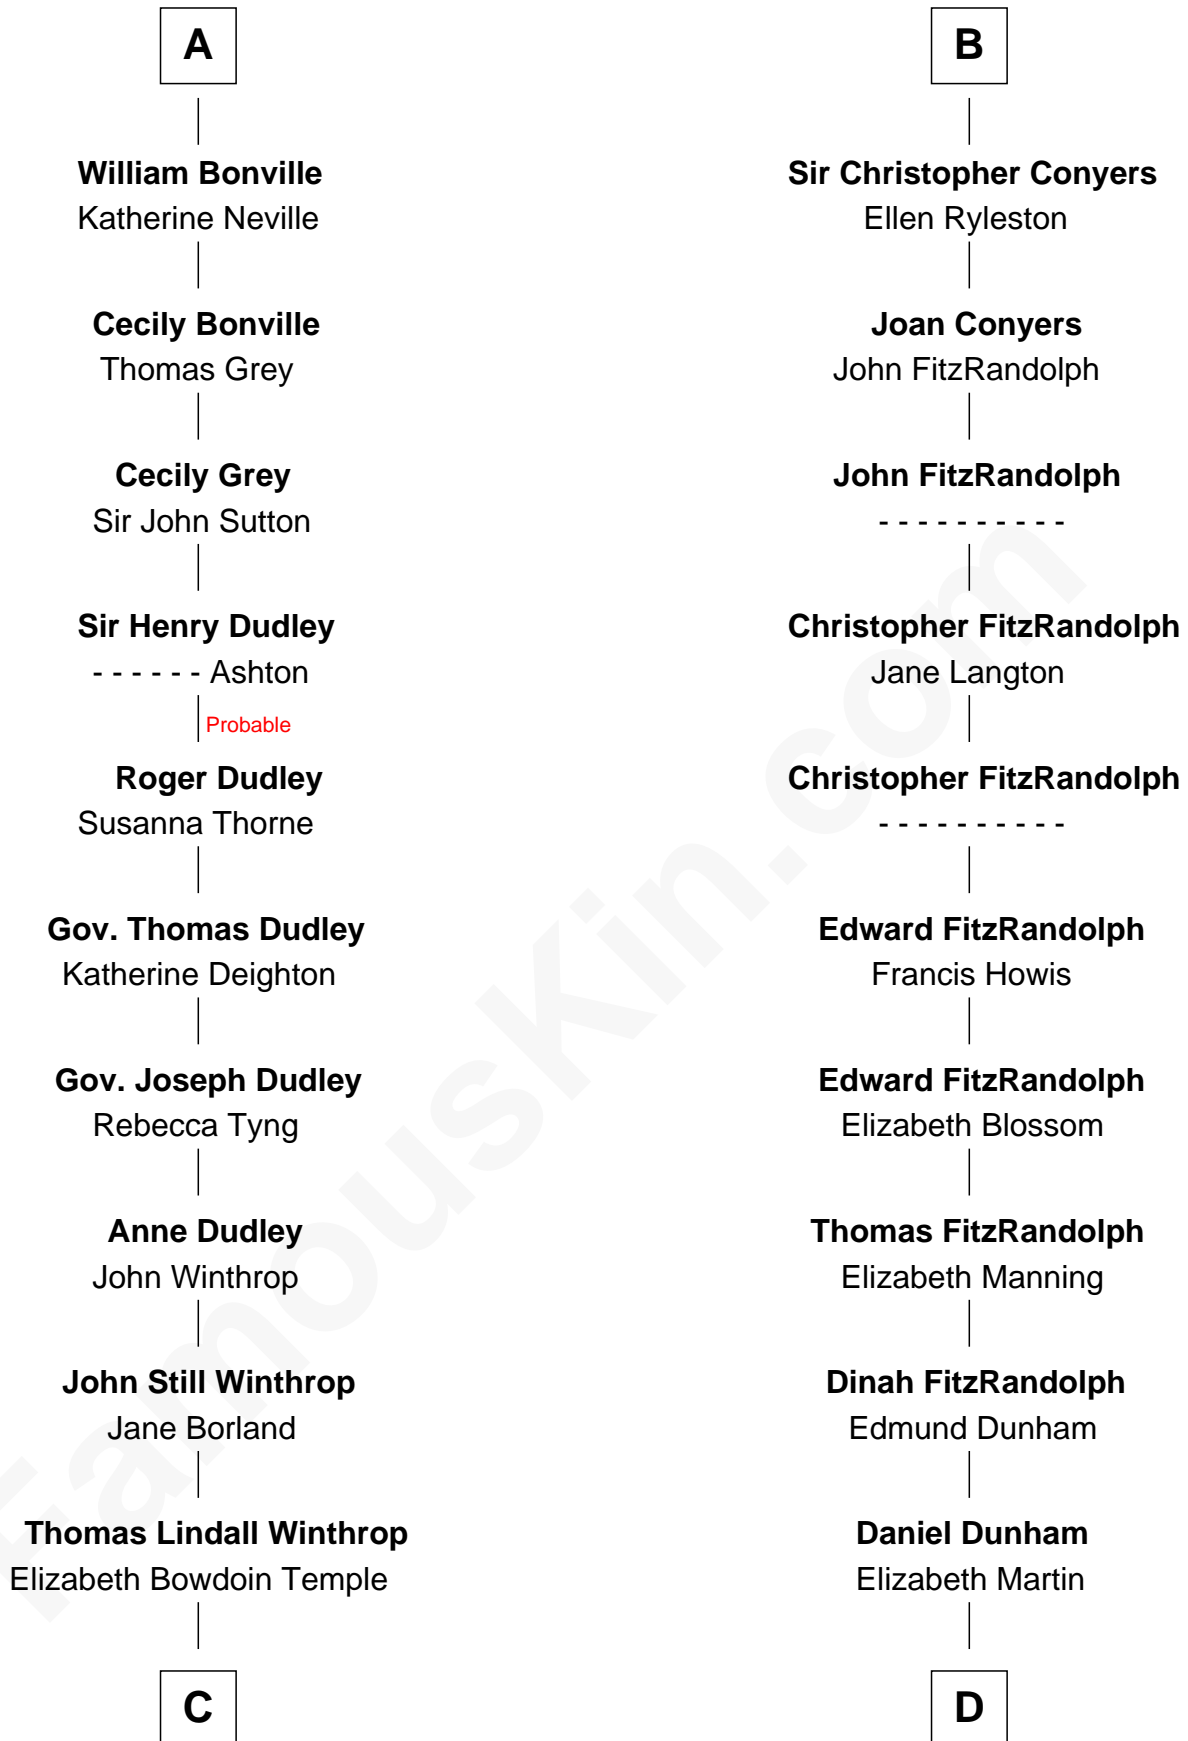 A
William Bonville
Katherine Neville
Cecily Bonville
Thomas Grey
Cecily Grey
Sir John Sutton
Sir Henry Dudley
- - - - - - Ashton
Probable
Roger Dudley
Susanna Thorne
Gov. Thomas Dudley
Katherine Deighton
Gov. Joseph Dudley
Rebecca Tyng
Anne Dudley
John Winthrop
John Still Winthrop
Jane Borland
Thomas Lindall Winthrop
Elizabeth Bowdoin Temple
C
B
Sir Christopher Conyers
Ellen Ryleston
Joan Conyers
John FitzRandolph
John FitzRandolph
- - - - - - - - - -
Christopher FitzRandolph
Jane Langton
Christopher FitzRandolph
- - - - - - - - - -
Edward FitzRandolph
Francis Howis
Edward FitzRandolph
Elizabeth Blossom
Thomas FitzRandolph
Elizabeth Manning
Dinah FitzRandolph
Edmund Dunham
Daniel Dunham
Elizabeth Martin
D
FamousKin.com